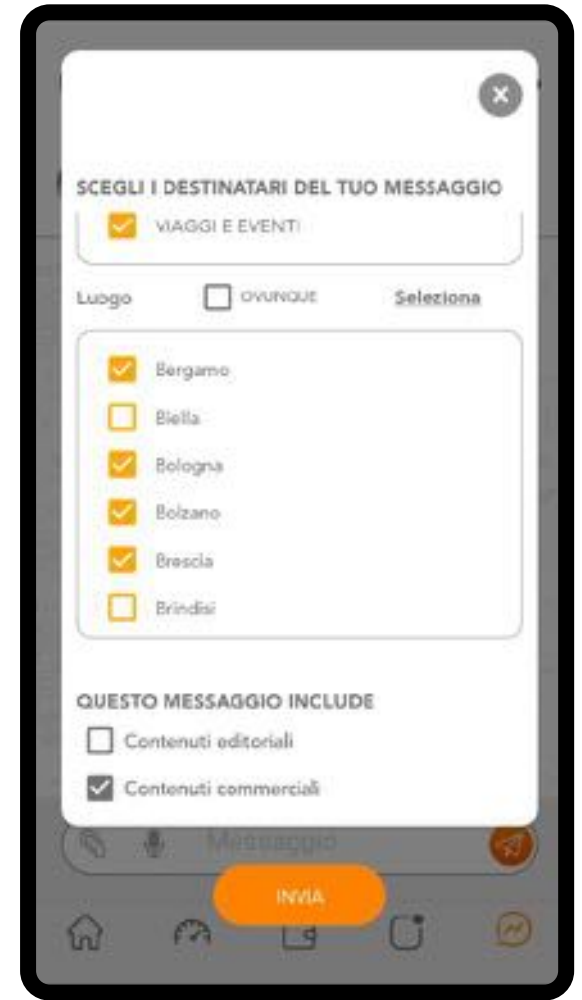 SCEGLI I DESTINATARI DEL TUO MESSAGGIO
VIAGGI E EVENTI
Luogo OVUNQUE Seleziona
Bergamo
Biella
Bologna
Bolzano
Brescia
Brindisi
QUESTO MESSAGGIO INCLUDE
Contenuti editoriali
Contenuti commerciali
Messaggio
INVIA